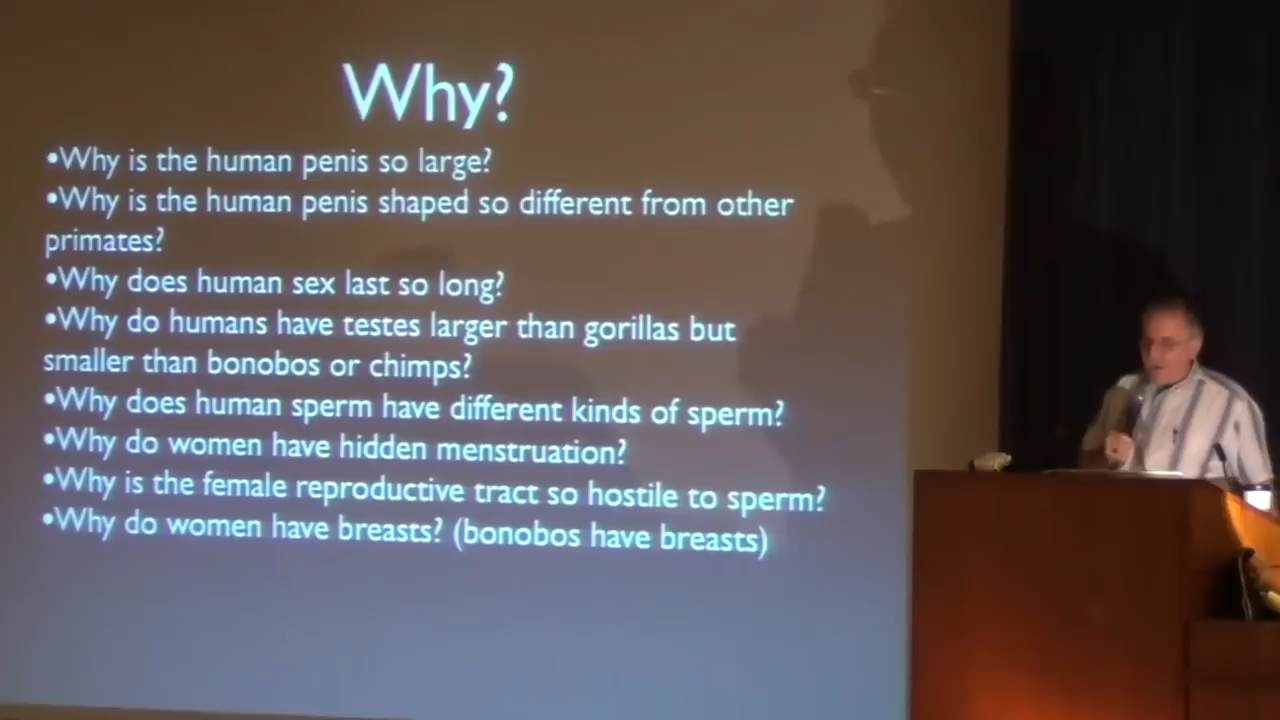 Why?
•Why is the human penis so large?
•Why is the human penis shaped so different from other
primates?
•Why does human sex last so long?
•Why do humans have testes larger than gorillas but
smaller than bonobos or chimps?
•Why does human sperm have different kinds of sperm?
•Why do women have hidden menstruation?
•Why is the female reproductive tract so hostile to sperm?
•Why do women have breasts? (bonobos have breasts)